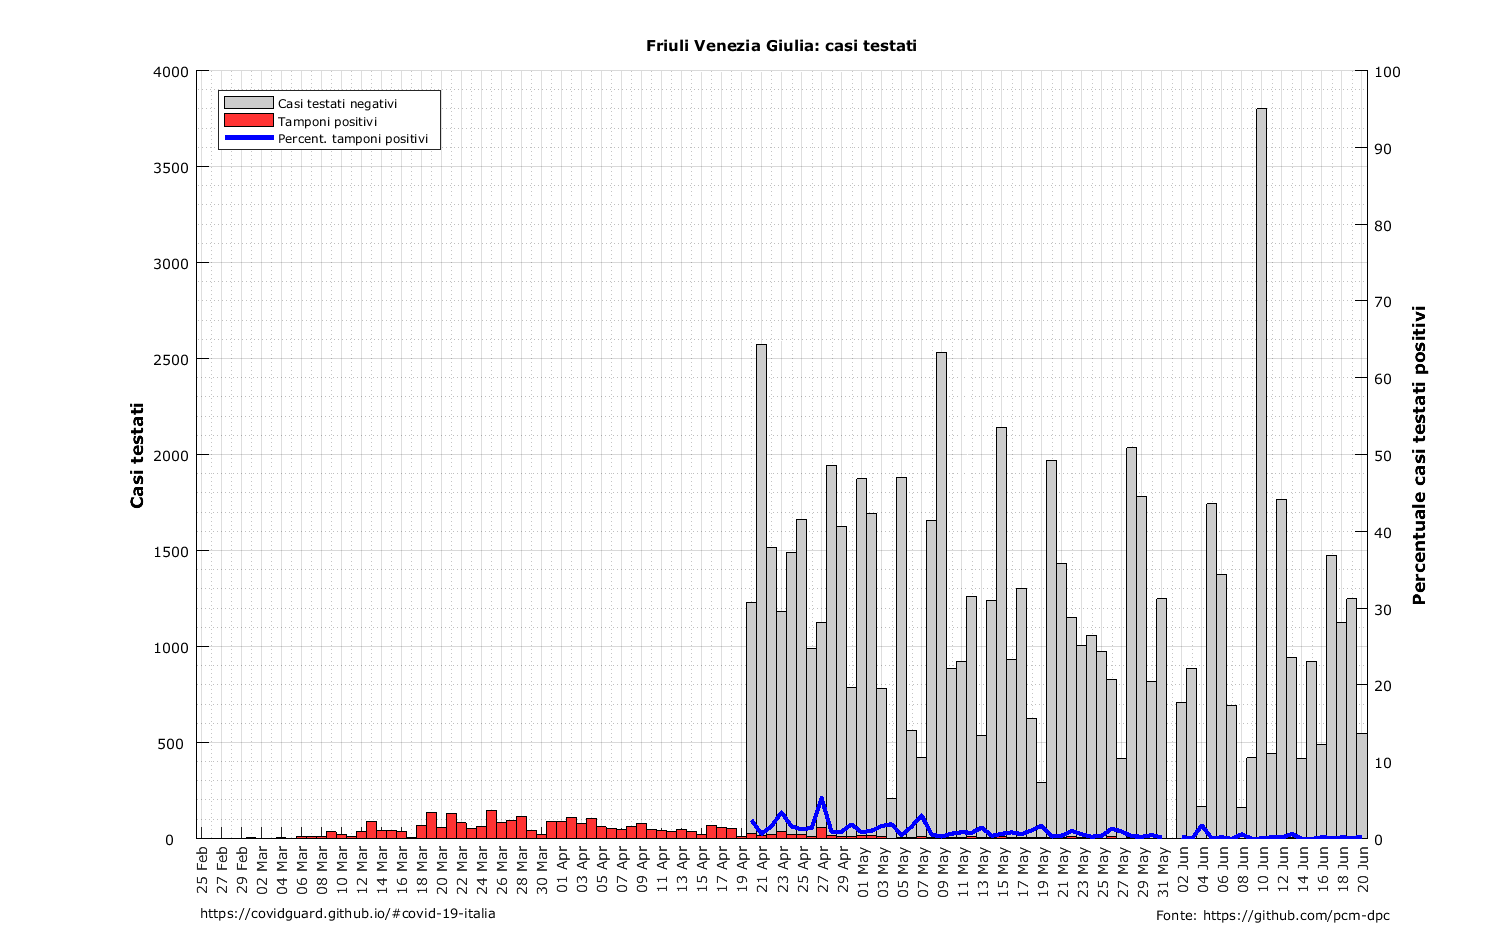 Friuli Venezia Giulia: casi testati
Casi testati negativi
Tamponi positivi
Percent. tamponi positivi
4000
3500
3000
2500
2000
1500
1000
500
0
Casi testati
100
90
80
70
60
50
40
30
20
10
0
Percentuale casi testati positivi
25 Feb
27 Feb
29 Feb
02 Mar
04 Mar
06 Mar
08 Mar
10 Mar
12 Mar
14 Mar
16 Mar
18 Mar
20 Mar
22 Mar
24 Mar
26 Mar
28 Mar
30 Mar
01 Apr
03 Apr
05 Apr
07 Apr
09 Apr
11 Apr
13 Apr
15 Apr
17 Apr
19 Apr
21 Apr
23 Apr
25 Apr
27 Apr
29 Apr
01 May
03 May
05 May
07 May
09 May
11 May
13 May
15 May
17 May
19 May
21 May
23 May
25 May
27 May
29 May
31 May
02 Jun
04 Jun
06 Jun
08 Jun
10 Jun
12 Jun
14 Jun
16 Jun
18 Jun
20 Jun
https://covidguard.github.io/#covid-19-italia
Fonte: https://github.com/pcm-dpc